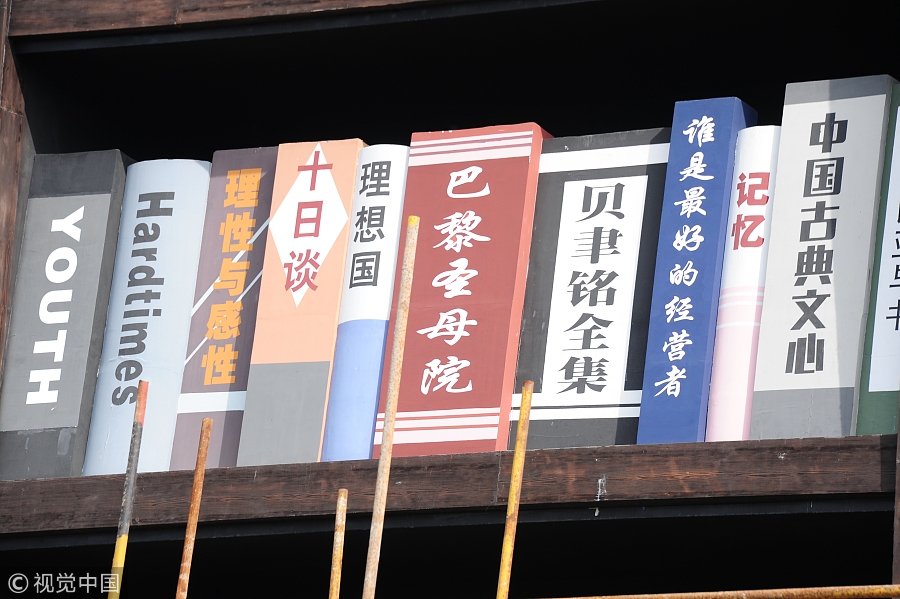 YOUTH
Hardtimes
理性与感性
十日谈
理想国
巴黎圣母院
贝聿铭全集
谁是最好的经营者
记忆
中国古典文心
© 视觉中国